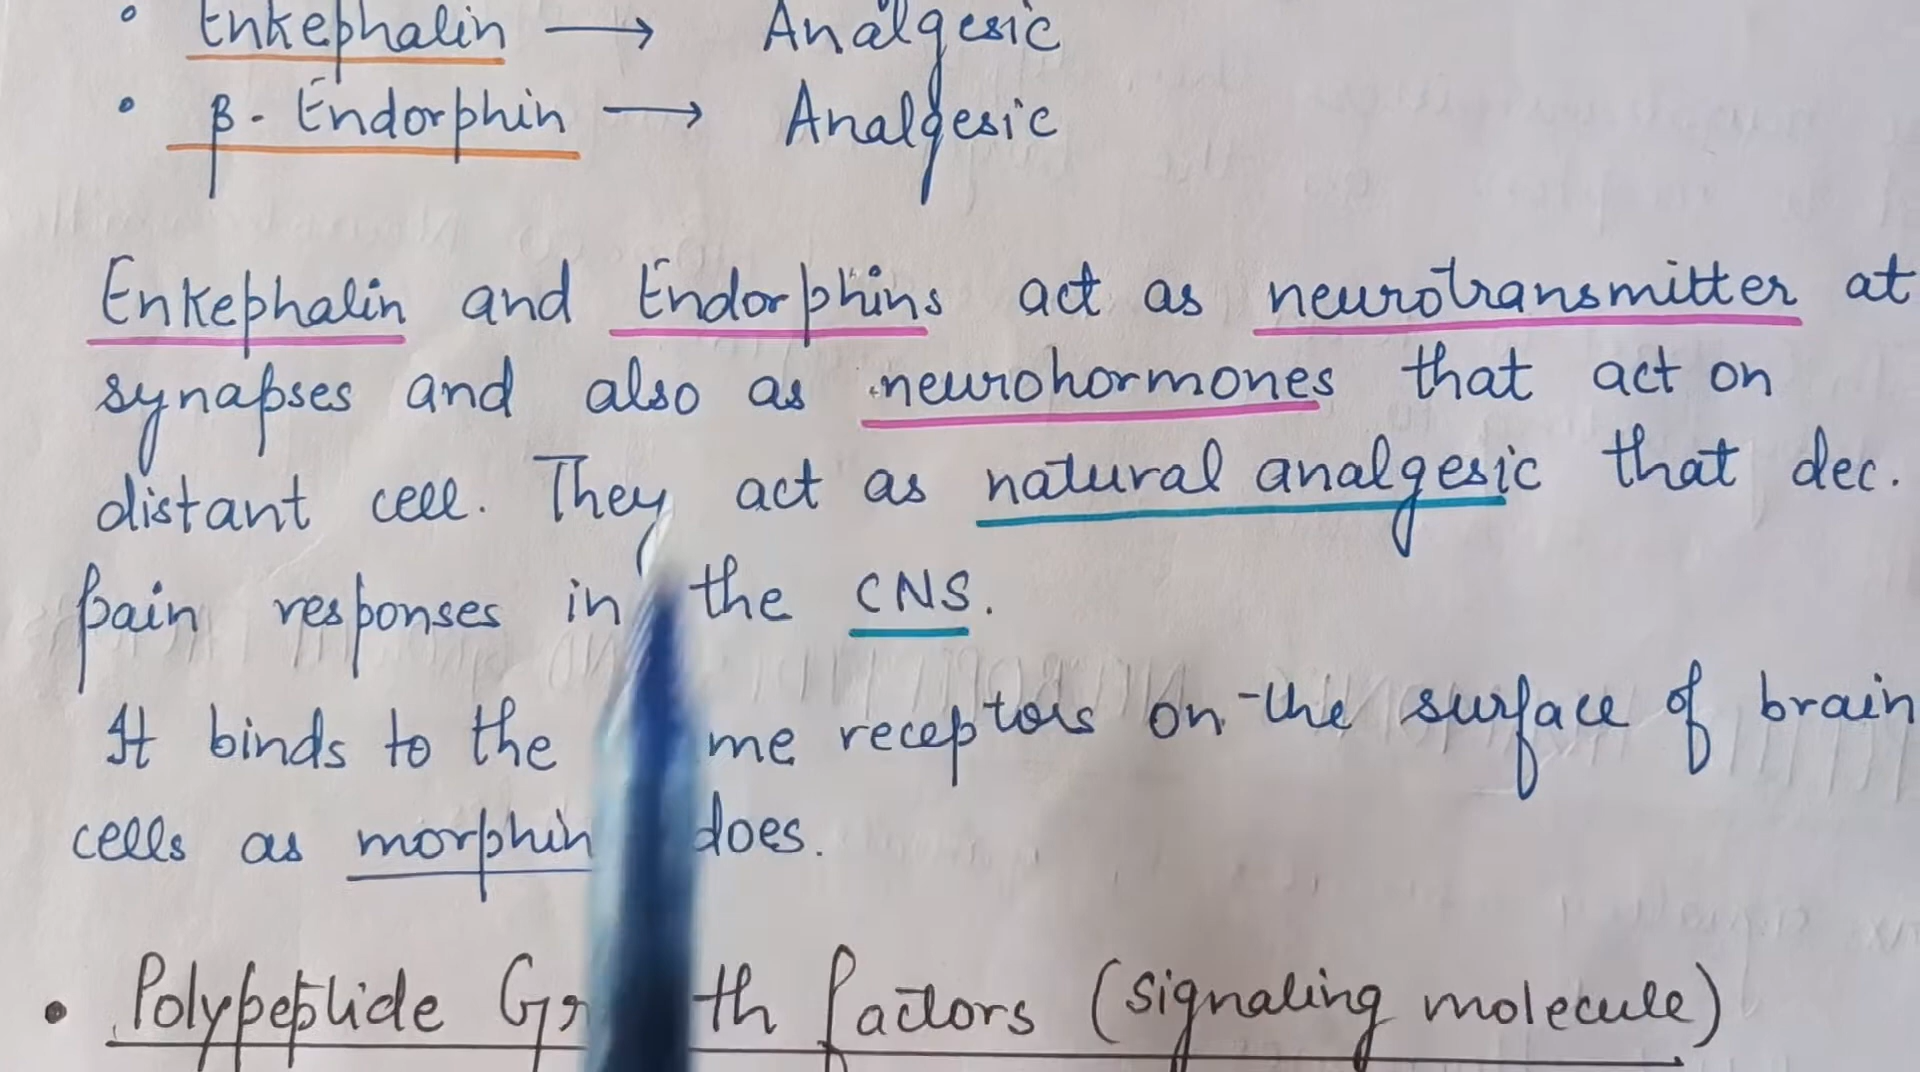 • Enkephalin → Analgesic
• β. Endorphin → Analgesic
Enkephalin and Endorphins act as neurotransmitter at
synapses and also as neurohormones that act on
distant cell. They act as natural analgesic that dec.
pain responses in the CNS.
It binds to the me receptors on the surface of brain
cells as morphin does.
• Polypeptide Gr th factors (signaling molecule)